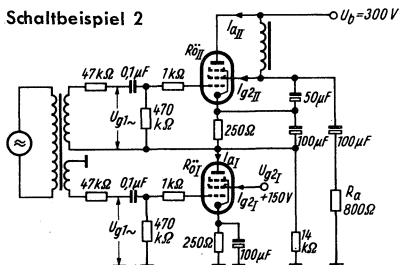 Schaltbeispiel 2
I aII
Ub=300V
RöII
47kΩ
0,1µF
1kΩ
Ig2II
50µF
Ug1~
470
kΩ
250Ω
100µF
100µF
RöI
IaI
Ug2I
+150V
47kΩ
0,1µF
1kΩ
Ig2I
Ra
800Ω
Ug1~
470
kΩ
250Ω
100µF
14
kΩ